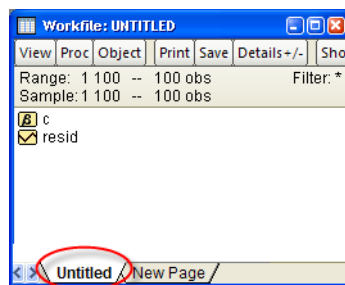 Workfile: UNTITLED
View Proc Object Print Save Details+/- Sho
Range: 1 100 -- 100 obs Filter: *
Sample: 1 100 -- 100 obs
β c
resid
Untitled New Page